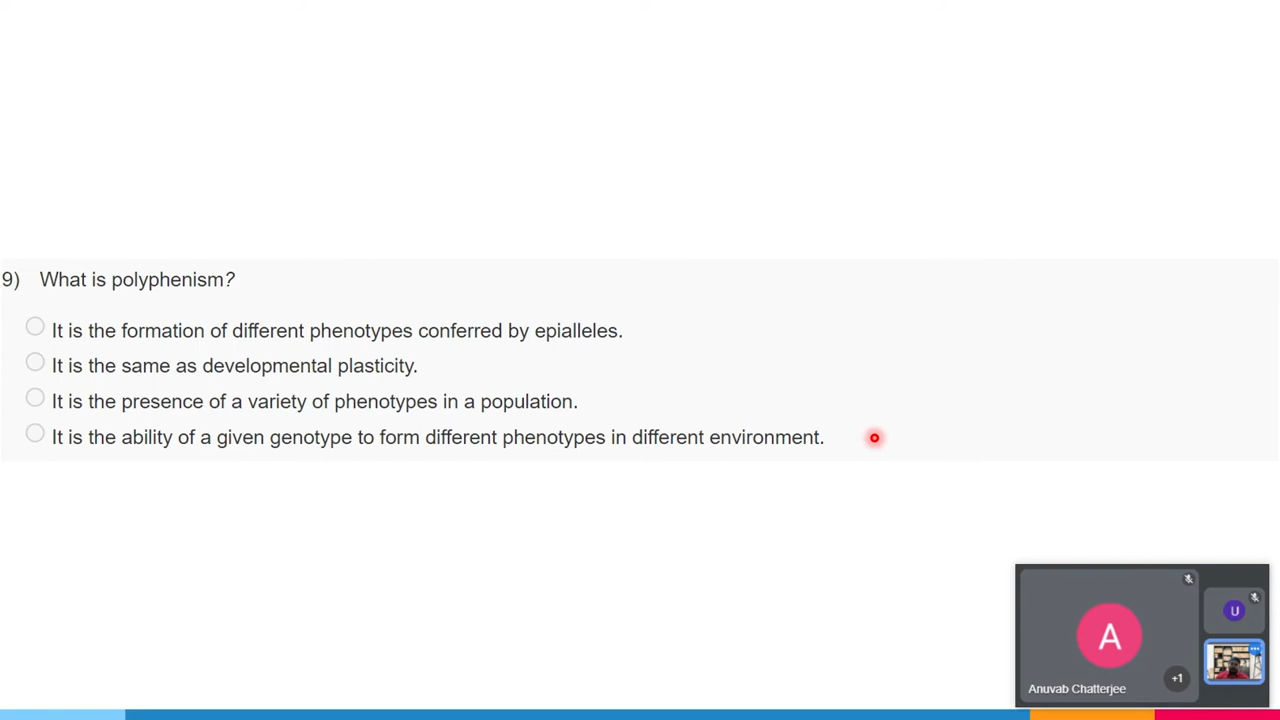 9) What is polyphenism?
It is the formation of different phenotypes conferred by epialleles.
It is the same as developmental plasticity.
It is the presence of a variety of phenotypes in a population.
It is the ability of a given genotype to form different phenotypes in different environment.
A
U
+1
Anuvab Chatterjee